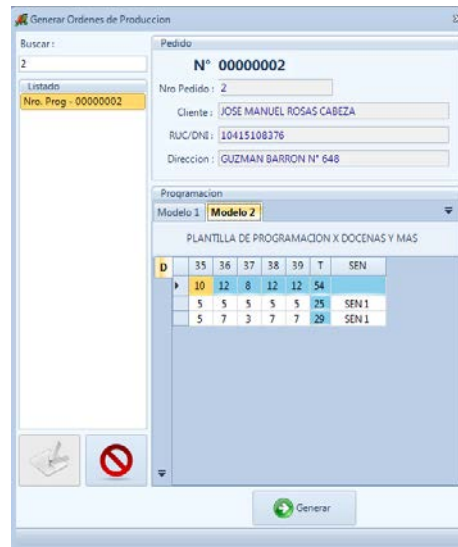 Generar Ordenes de Produccion
Buscar :
2
Listado
Nro. Prog - 00000002
Pedido
N° 00000002
Nro Pedido : 2
Cliente : JOSE MANUEL ROSAS CABEZA
RUC/DNI : 10415108376
Direccion : GUZMAN BARRON N° 648
Programacion
Modelo 1 Modelo 2
PLANTILLA DE PROGRAMACION X DOCENAS Y MAS
D 35 36 37 38 39 T SEN
10 12 8 12 12 54
5 5 5 5 5 25 SEN 1
5 7 3 7 7 29 SEN 1
Generar